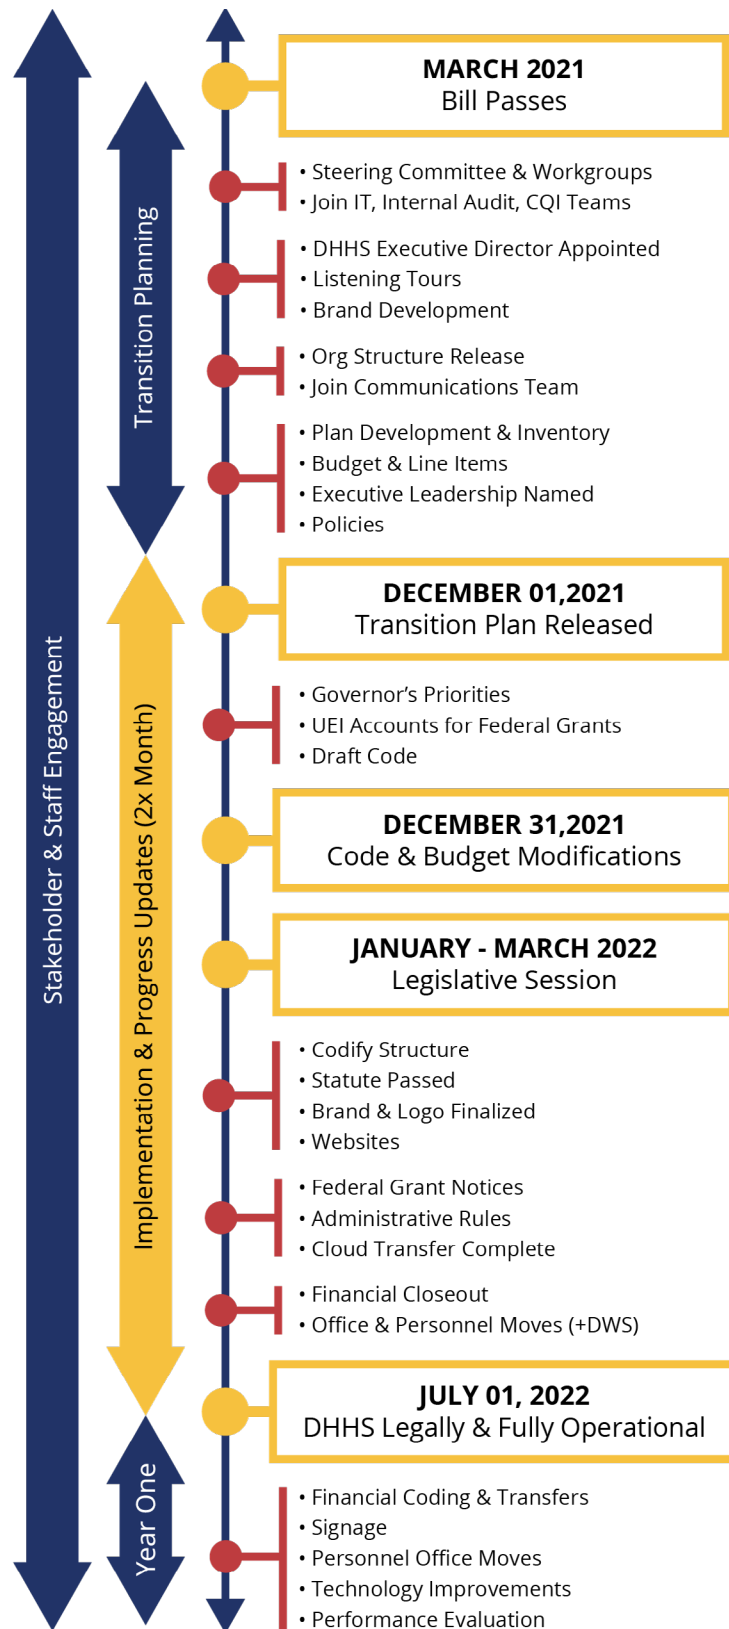 MARCH 2021
Bill Passes
• Steering Committee & Workgroups
• Join IT, Internal Audit, CQI Teams
• DHHS Executive Director Appointed
• Listening Tours
• Brand Development
• Org Structure Release
• Join Communications Team
• Plan Development & Inventory
• Budget & Line Items
• Executive Leadership Named
• Policies
DECEMBER 01,2021
Transition Plan Released
• Governor’s Priorities
• UEI Accounts for Federal Grants
• Draft Code
DECEMBER 31,2021
Code & Budget Modifications
JANUARY - MARCH 2022
Legislative Session
• Codify Structure
• Statute Passed
• Brand & Logo Finalized
• Websites
• Federal Grant Notices
• Administrative Rules
• Cloud Transfer Complete
• Financial Closeout
• Office & Personnel Moves (+DWS)
JULY 01, 2022
DHHS Legally & Fully Operational
• Financial Coding & Transfers
• Signage
• Personnel Office Moves
• Technology Improvements
• Performance Evaluation
Stakeholder & Staff Engagement
Transition Planning
Implementation & Progress Updates (2x Month)
Year One